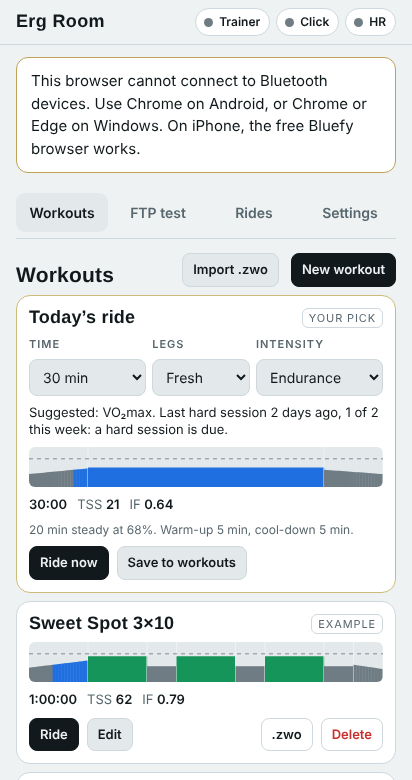 Erg Room
Trainer
Click
HR
This browser cannot connect to Bluetooth
devices. Use Chrome on Android, or Chrome or
Edge on Windows. On iPhone, the free Bluefy
browser works.
Workouts
FTP test
Rides
Settings
Workouts
Import .zwo
New workout
Today's ride
YOUR PICK
TIME
LEGS
INTENSITY
30 min
Fresh
Endurance
Suggested: VO₂max. Last hard session 2 days ago, 1 of 2
this week: a hard session is due.
30:00 TSS 21 IF 0.64
20 min steady at 68%. Warm-up 5 min, cool-down 5 min.
Ride now
Save to workouts
Sweet Spot 3×10
EXAMPLE
1:00:00 TSS 62 IF 0.79
Ride
Edit
.zwo
Delete